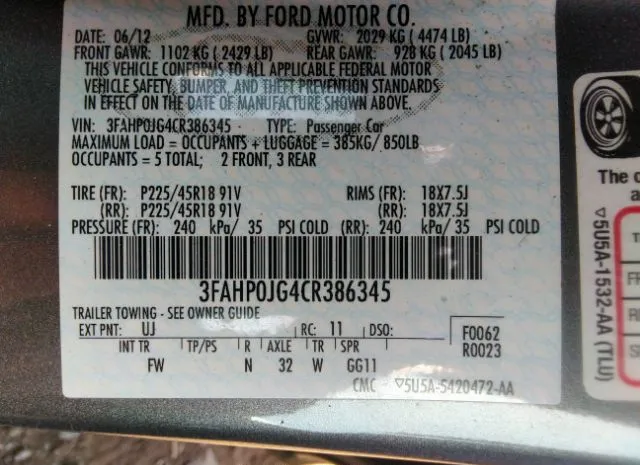 MFD. BY FORD MOTOR CO.
DATE: 06/12 GVWR: 2029 KG ( 4474 LB)
FRONT GAWR: 1102 KG ( 2429 LB) REAR GAWR: 928 KG ( 2045 LB)
THIS VEHICLE CONFORMS TO ALL APPLICABLE FEDERAL MOTOR
VEHICLE SAFETY, BUMPER, AND THEFT PREVENTION STANDARDS
IN EFFECT ON THE DATE OF MANUFACTURE SHOWN ABOVE.
VIN: 3FAHP0JG4CR386345 TYPE: Passenger Car
MAXIMUM LOAD = OCCUPANTS + LUGGAGE = 385KG/ 850LB
OCCUPANTS = 5 TOTAL; 2 FRONT, 3 REAR
TIRE (FR): P225/45R18 91V RIMS (FR): 18X7.5J
(RR): P225/45R18 91V (RR): 18X7.5J
PRESSURE (FR): 240 kPa/ 35 PSI COLD (RR): 240 kPa/ 35 PSI COLD
3FAHP0JG4CR386345
TRAILER TOWING - SEE OWNER GUIDE
EXT PNT: UJ RC: 11 DSO: F0062
INT TR TP/PS R AXLE TR SPR R0023
FW N 32 W GG11
CMC ▽5U5A-5420472-AA
The c
a
▽5U5A-1532-AA (TLU)